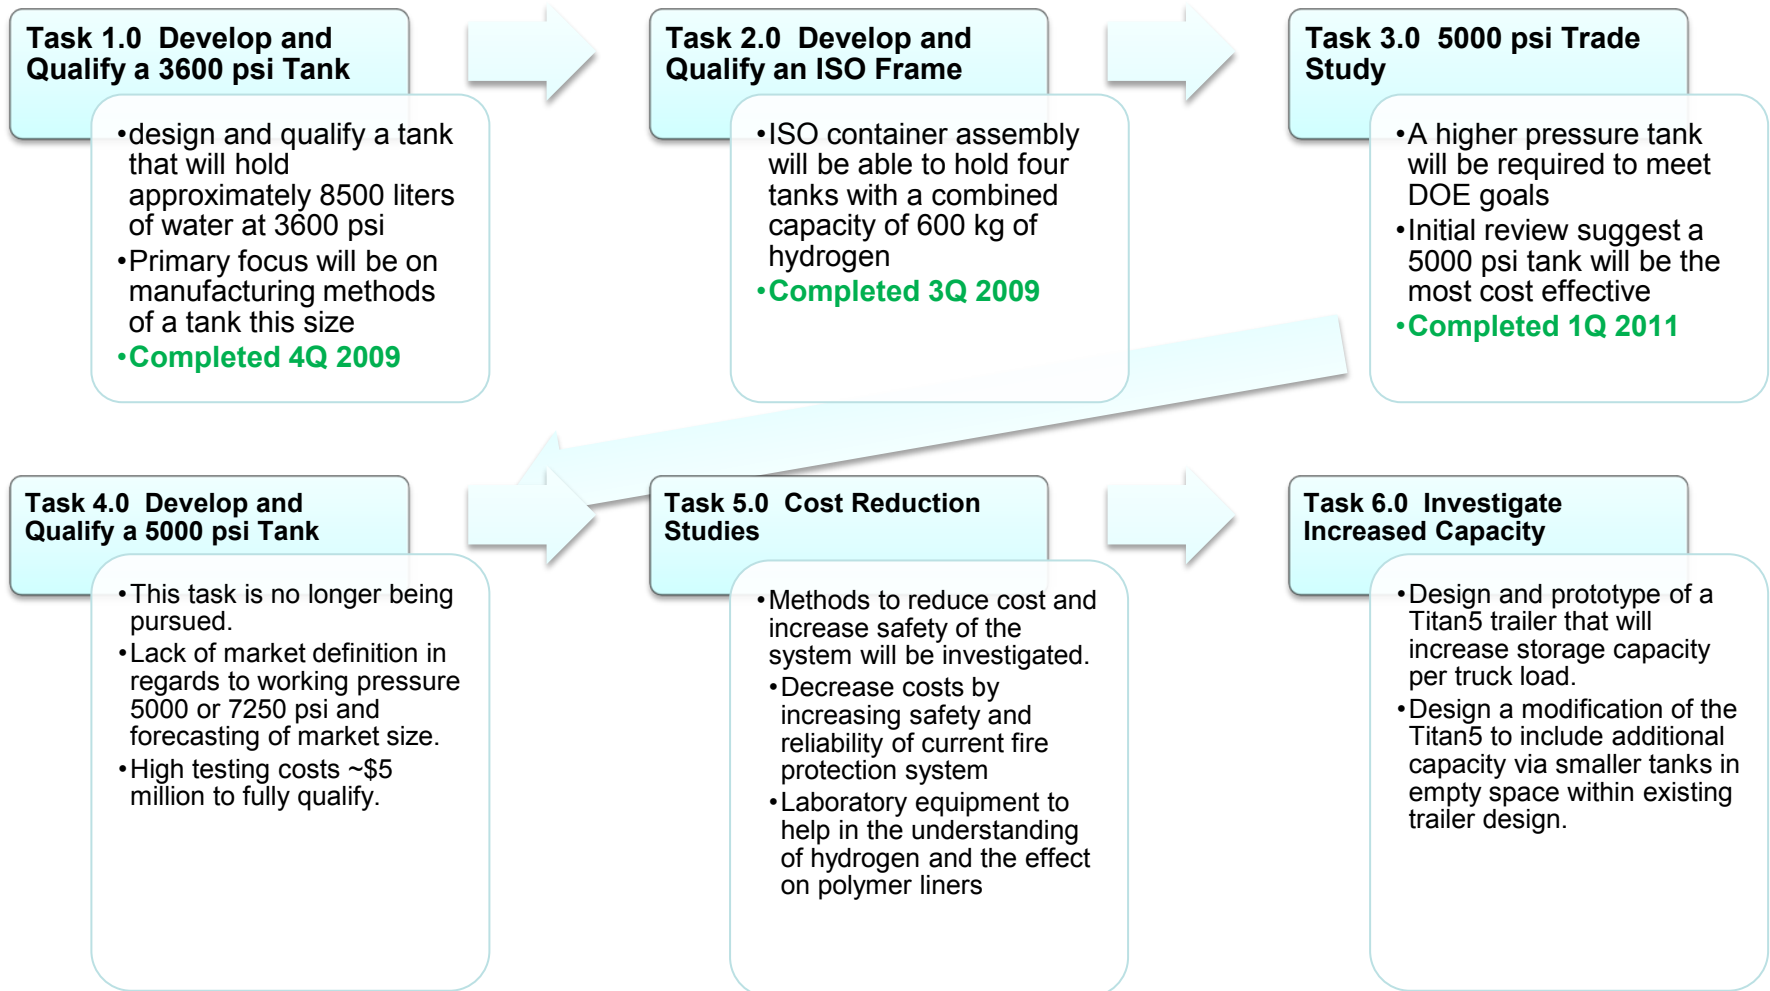 Task 1.0  Develop and
Qualify a 3600 psi Tank
•design and qualify a tank
that will hold
approximately 8500 liters
of water at 3600 psi
•Primary focus will be on
manufacturing methods
of a tank this size
•Completed 4Q 2009
Task 2.0  Develop and
Qualify an ISO Frame
•ISO container assembly
will be able to hold four
tanks with a combined
capacity of 600 kg of
hydrogen
•Completed 3Q 2009
Task 3.0  5000 psi Trade
Study
•A higher pressure tank
will be required to meet
DOE goals
•Initial review suggest a
5000 psi tank will be the
most cost effective
•Completed 1Q 2011
Task 4.0  Develop and
Qualify a 5000 psi Tank
•This task is no longer being
pursued.
•Lack of market definition in
regards to working pressure
5000 or 7250 psi and
forecasting of market size.
•High testing costs ~$5
million to fully qualify.
Task 5.0  Cost Reduction
Studies
•Methods to reduce cost and
increase safety of the
system will be investigated.
•Decrease costs by
increasing safety and
reliability of current fire
protection system
•Laboratory equipment to
help in the understanding
of hydrogen and the effect
on polymer liners
Task 6.0  Investigate
Increased Capacity
•Design and prototype of a
Titan5 trailer that will
increase storage capacity
per truck load.
•Design a modification of the
Titan5 to include additional
capacity via smaller tanks in
empty space within existing
trailer design.